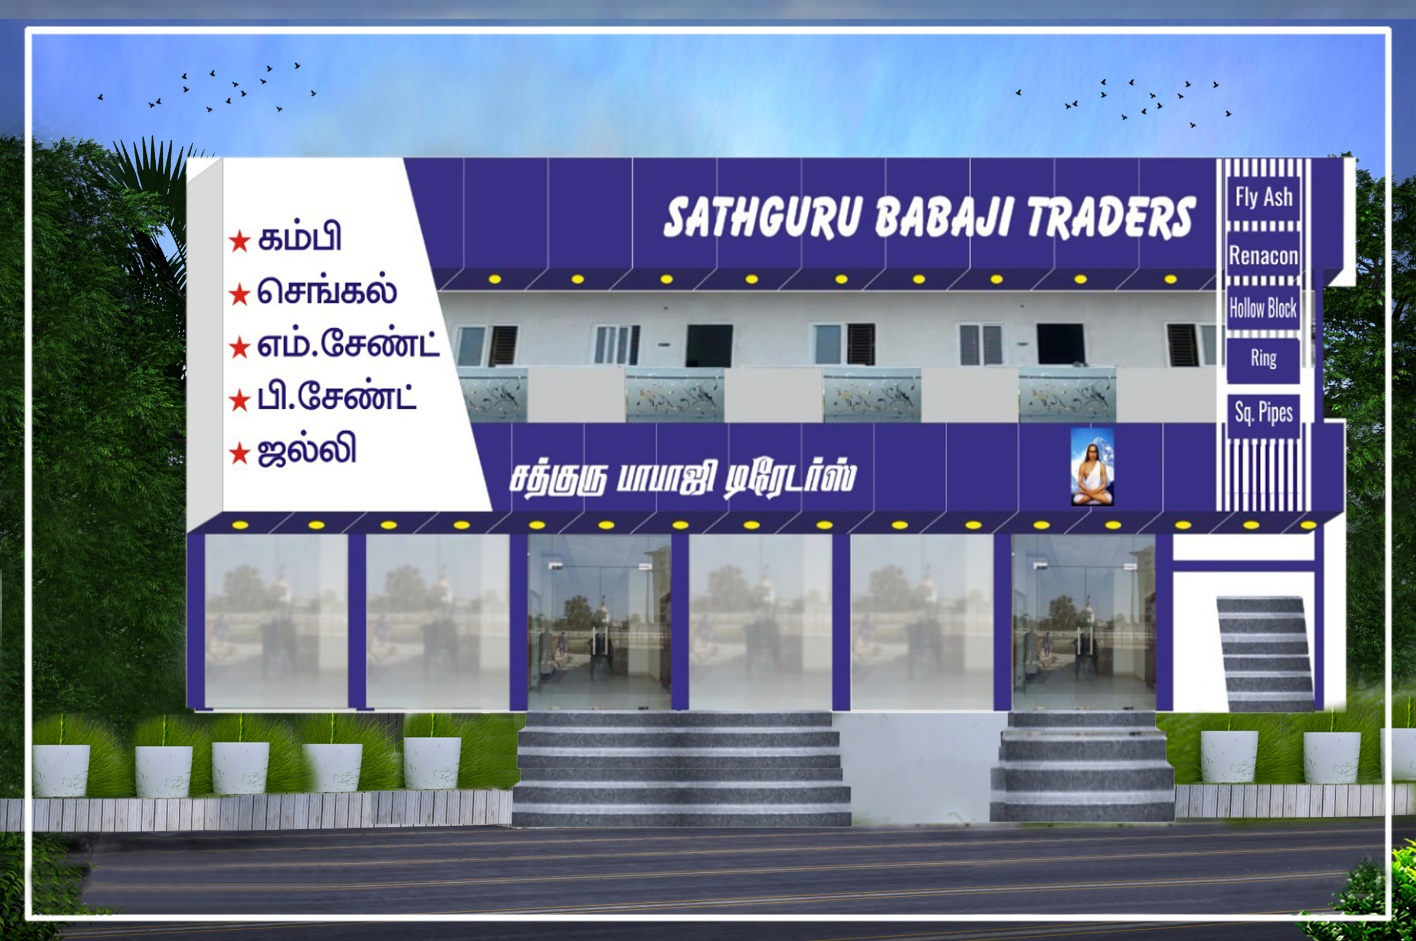 SATHGURU BABAJI TRADERS
கம்பி
செங்கல்
எம்.சேண்ட்
பி.சேண்ட்
ஜல்லி
சத்குரு பாபாஜி டிரேடர்ஸ்
Fly Ash
Renacon
Hollow Block
Ring
Sq. Pipes